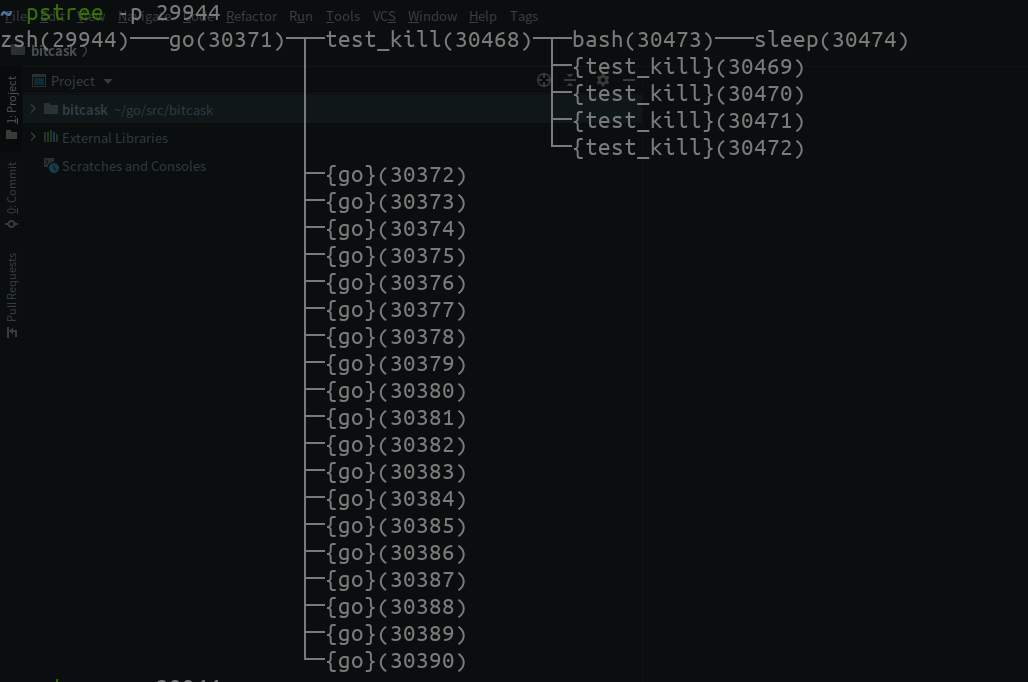 ~ pstree -p 29944
File Edit View Navigate Code Refactor Run Tools VCS Window Help Tags
zsh(29944)───go(30371)─┬─test_kill(30468)─┬─bash(30473)───sleep(30474)
bitcask
├─{test_kill}(30469)
Project
├─{test_kill}(30470)
bitcask ~/go/src/bitcask
├─{test_kill}(30471)
External Libraries
└─{test_kill}(30472)
Scratches and Consoles
├─{go}(30372)
├─{go}(30373)
├─{go}(30374)
├─{go}(30375)
├─{go}(30376)
├─{go}(30377)
├─{go}(30378)
├─{go}(30379)
├─{go}(30380)
├─{go}(30381)
├─{go}(30382)
├─{go}(30383)
├─{go}(30384)
├─{go}(30385)
├─{go}(30386)
├─{go}(30387)
├─{go}(30388)
├─{go}(30389)
└─{go}(30390)
1: Project
0: Commit
Pull Requests